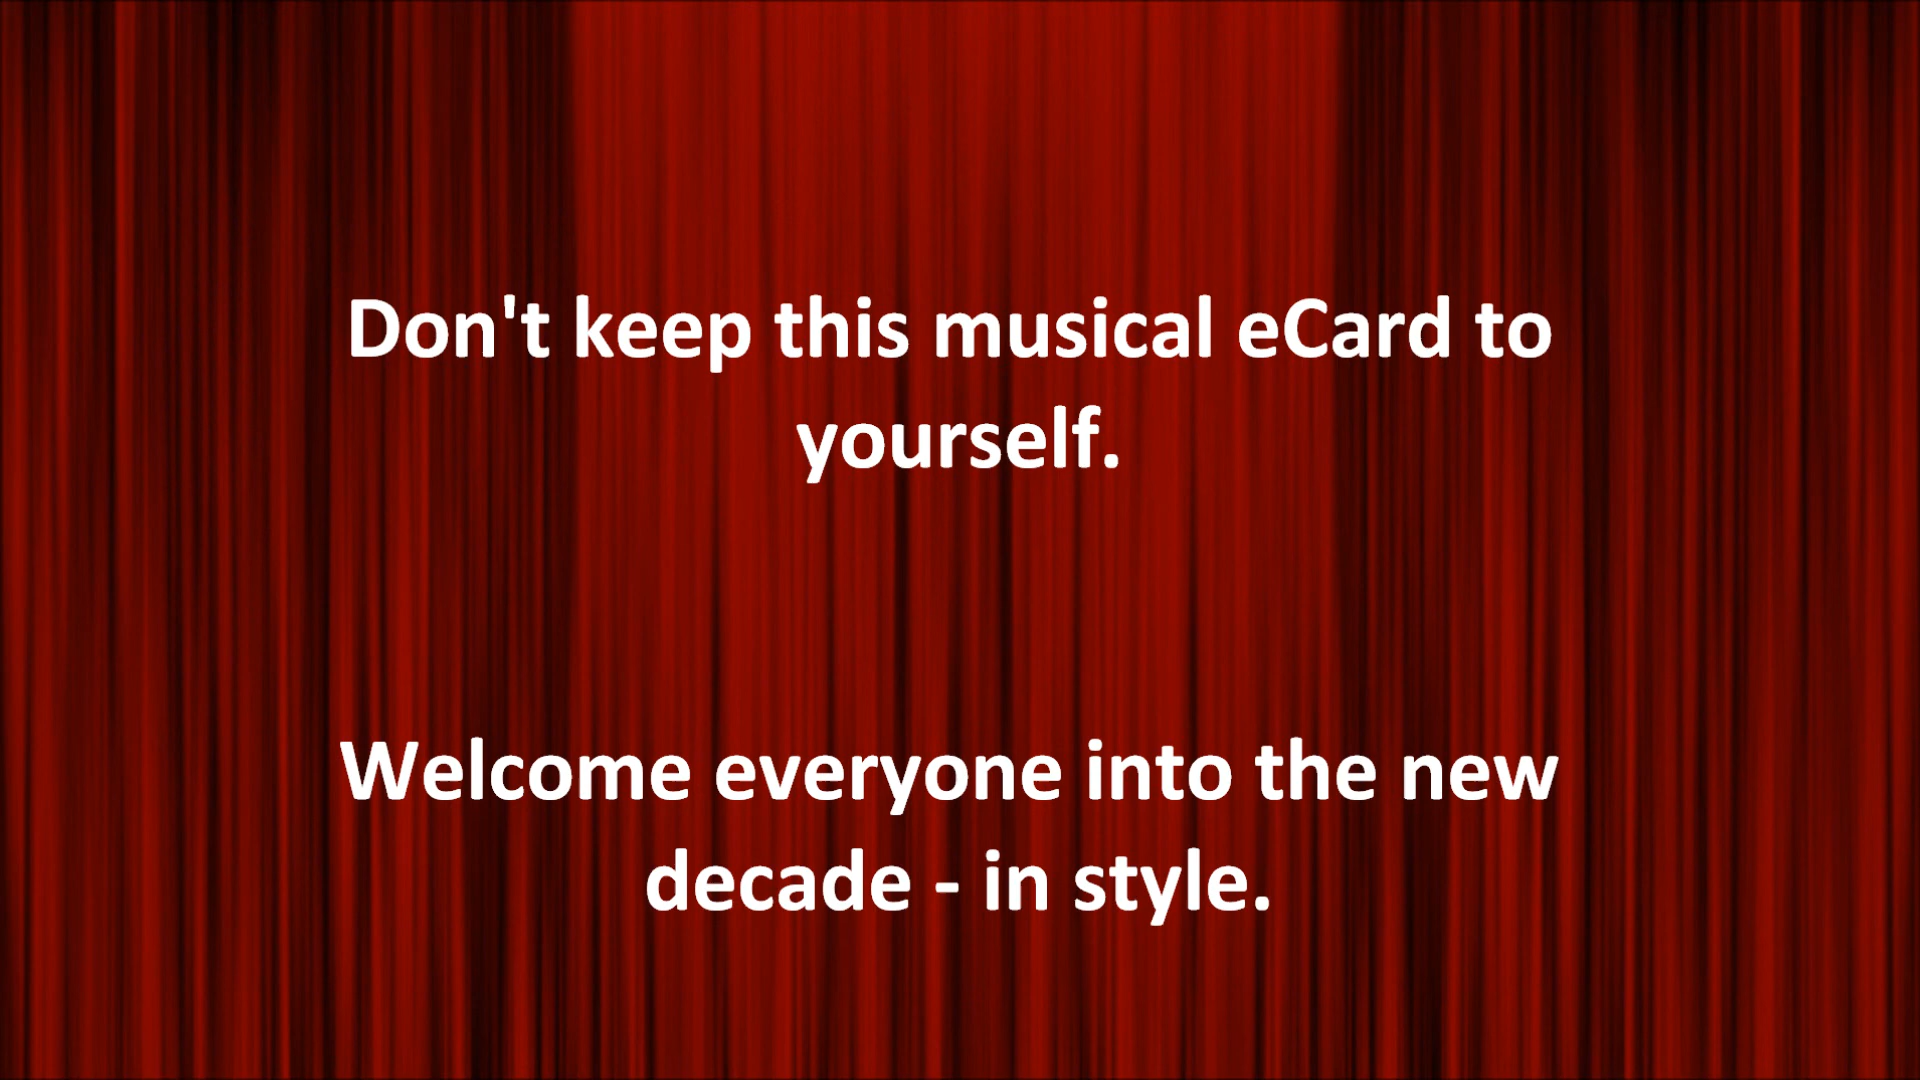 Don't keep this musical eCard to
yourself.
Welcome everyone into the new
decade - in style.